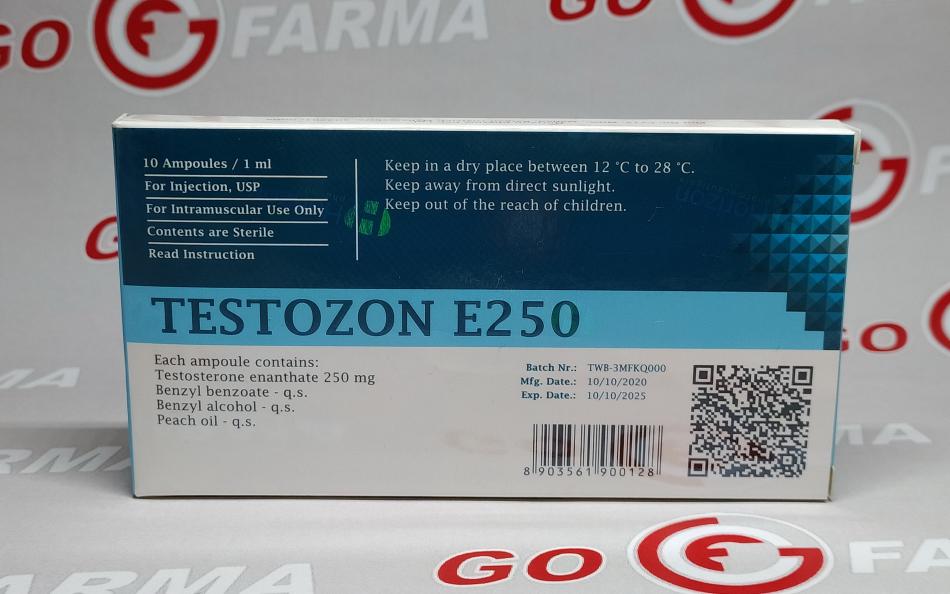 GO FARMA
10 Ampoules / 1 ml
For Injection, USP
For Intramuscular Use Only
Contents are Sterile
Read Instruction
Keep in a dry place between 12 °C to 28 °C.
Keep away from direct sunlight.
Keep out of the reach of children.
TESTOZON E250
Each ampoule contains:
Testosterone enanthate 250 mg
Benzyl benzoate - q.s.
Benzyl alcohol - q.s.
Peach oil - q.s.
Batch Nr.: TWB-3MFKQ000
Mfg. Date.: 10/10/2020
Exp. Date.: 10/10/2025
8 903561 900128
GO
GO
GO FA